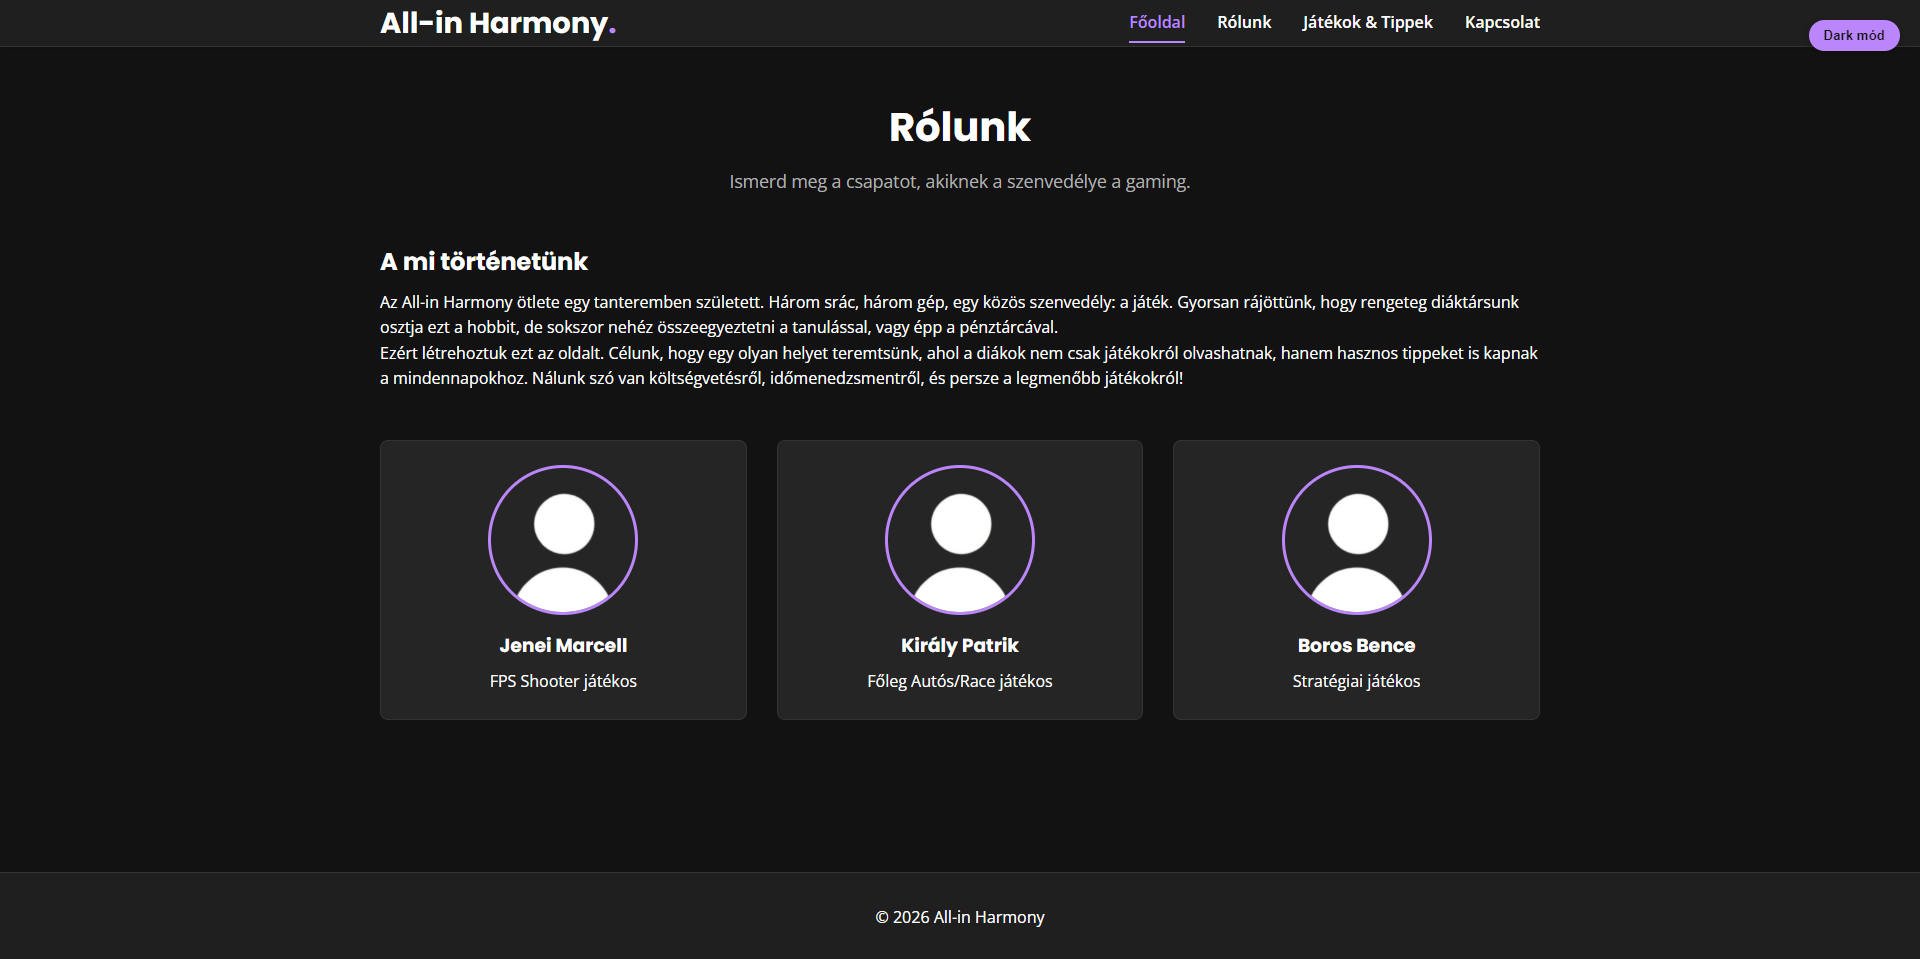 All-in Harmony.
Főoldal
Rólunk
Játékok & Tippek
Kapcsolat
Dark mód
Rólunk
Ismerd meg a csapatot, akiknek a szenvedélye a gaming.
A mi történetünk
Az All-in Harmony ötlete egy tanteremben született. Három srác, három gép, egy közös szenvedély: a játék. Gyorsan rájöttünk, hogy rengeteg diáktársunk
osztja ezt a hobbit, de sokszor nehéz összeegyeztetni a tanulással, vagy épp a pénztárcával.
Ezért létrehoztuk ezt az oldalt. Célunk, hogy egy olyan helyet teremtsünk, ahol a diákok nem csak játékokról olvashatnak, hanem hasznos tippeket is kapnak
a mindennapokhoz. Nálunk szó van költségvetésről, időmenedzsmentről, és persze a legmenőbb játékokról!
Jenei Marcell
FPS Shooter játékos
Király Patrik
Főleg Autós/Race játékos
Boros Bence
Stratégiai játékos
© 2026 All-in Harmony